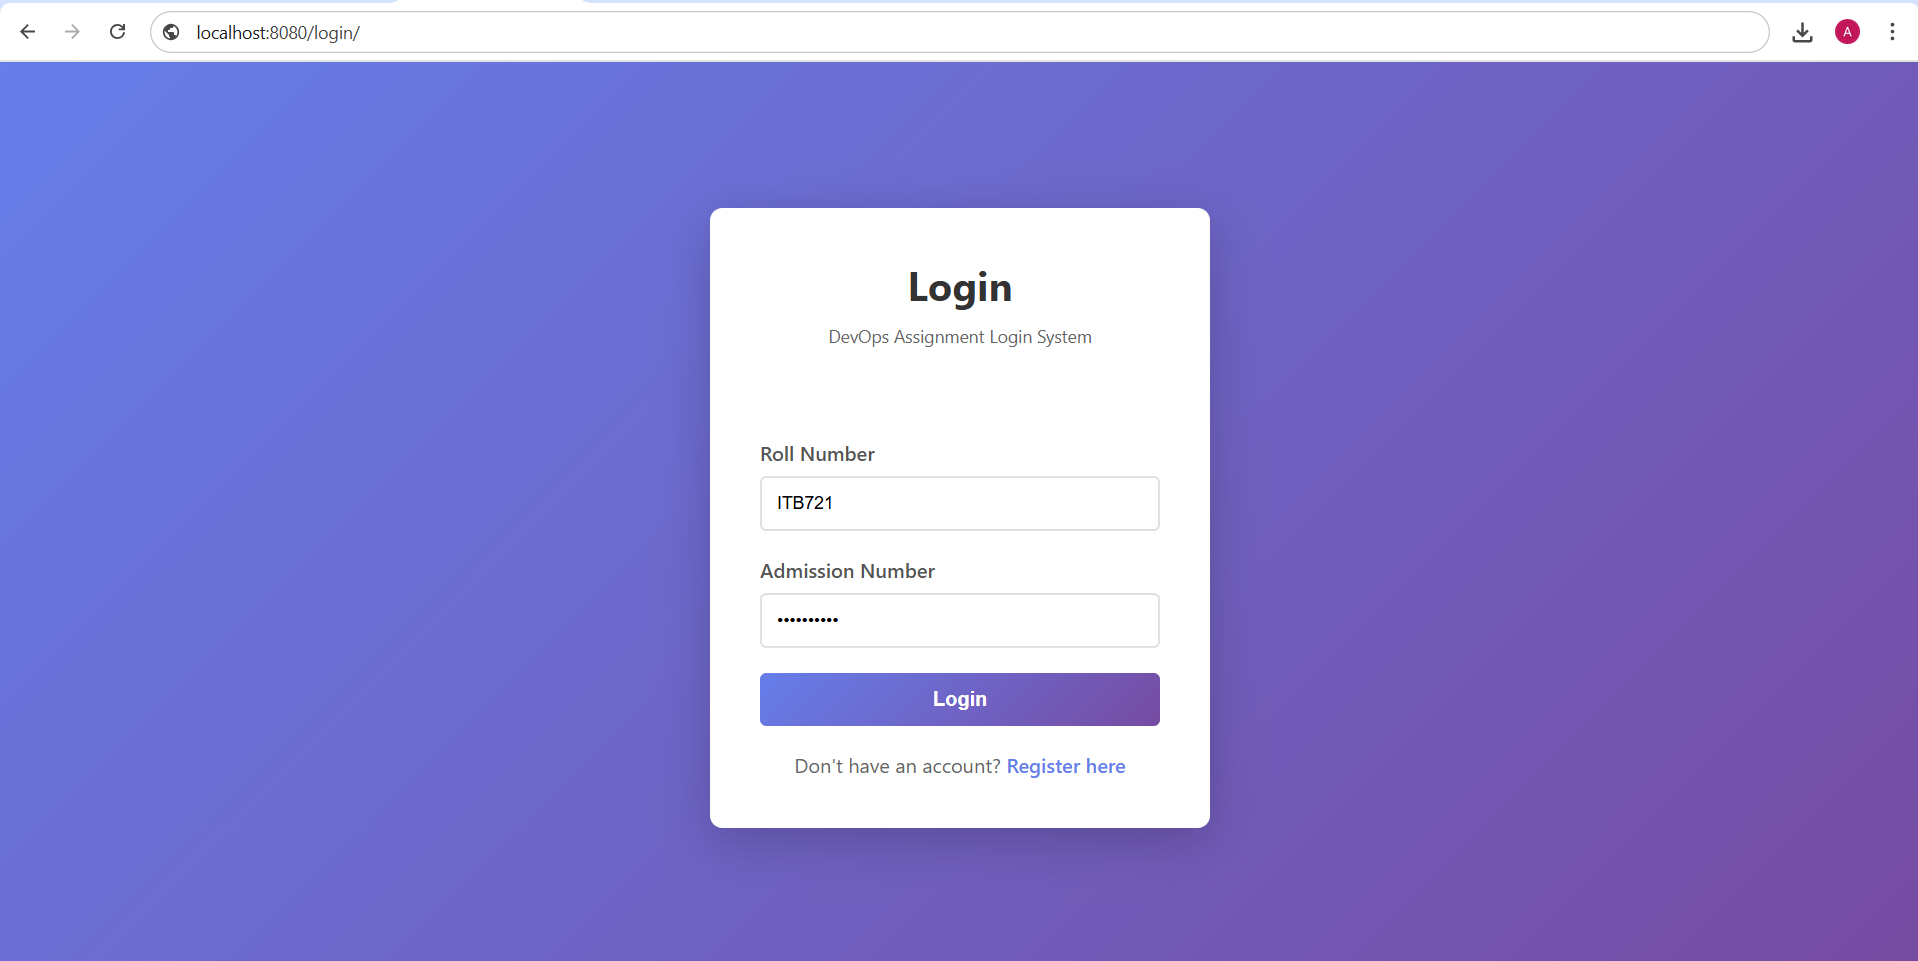 localhost:8080/login/
A
Login
DevOps Assignment Login System
Roll Number
ITB721
Admission Number
••••••••••
Login
Don't have an account? Register here